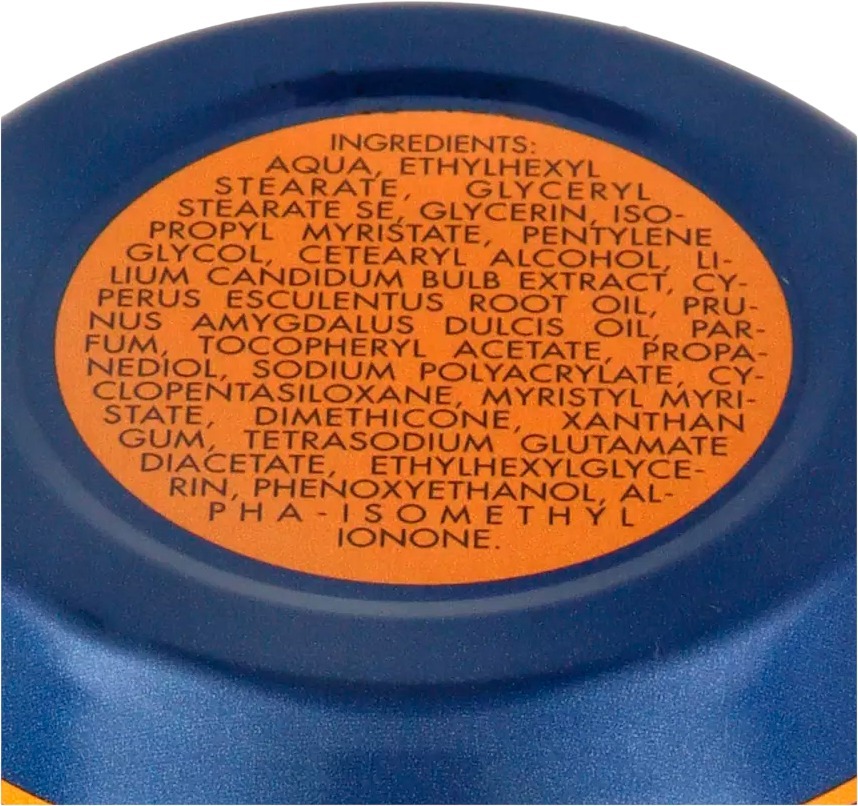 INGREDIENTS:
AQUA, ETHYLHEXYL
STEARATE, GLYCERYL
STEARATE SE, GLYCERIN, ISO-
PROPYL MYRISTATE, PENTYLENE
GLYCOL, CETEARYL ALCOHOL, LI-
LIUM CANDIDUM BULB EXTRACT, CY-
PERUS ESCULENTUS ROOT OIL, PRU-
NUS AMYGDALUS DULCIS OIL, PAR-
FUM, TOCOPHERYL ACETATE, PROPA-
NEDIOL, SODIUM POLYACRYLATE, CY-
CLOPENTASILOXANE, MYRISTYL MYRI-
STATE, DIMETHICONE, XANTHAN
GUM, TETRASODIUM GLUTAMATE
DIACETATE, ETHYLHEXYLGLYCE-
RIN, PHENOXYETHANOL, AL-
PHA-ISOMETHYL
IONONE.